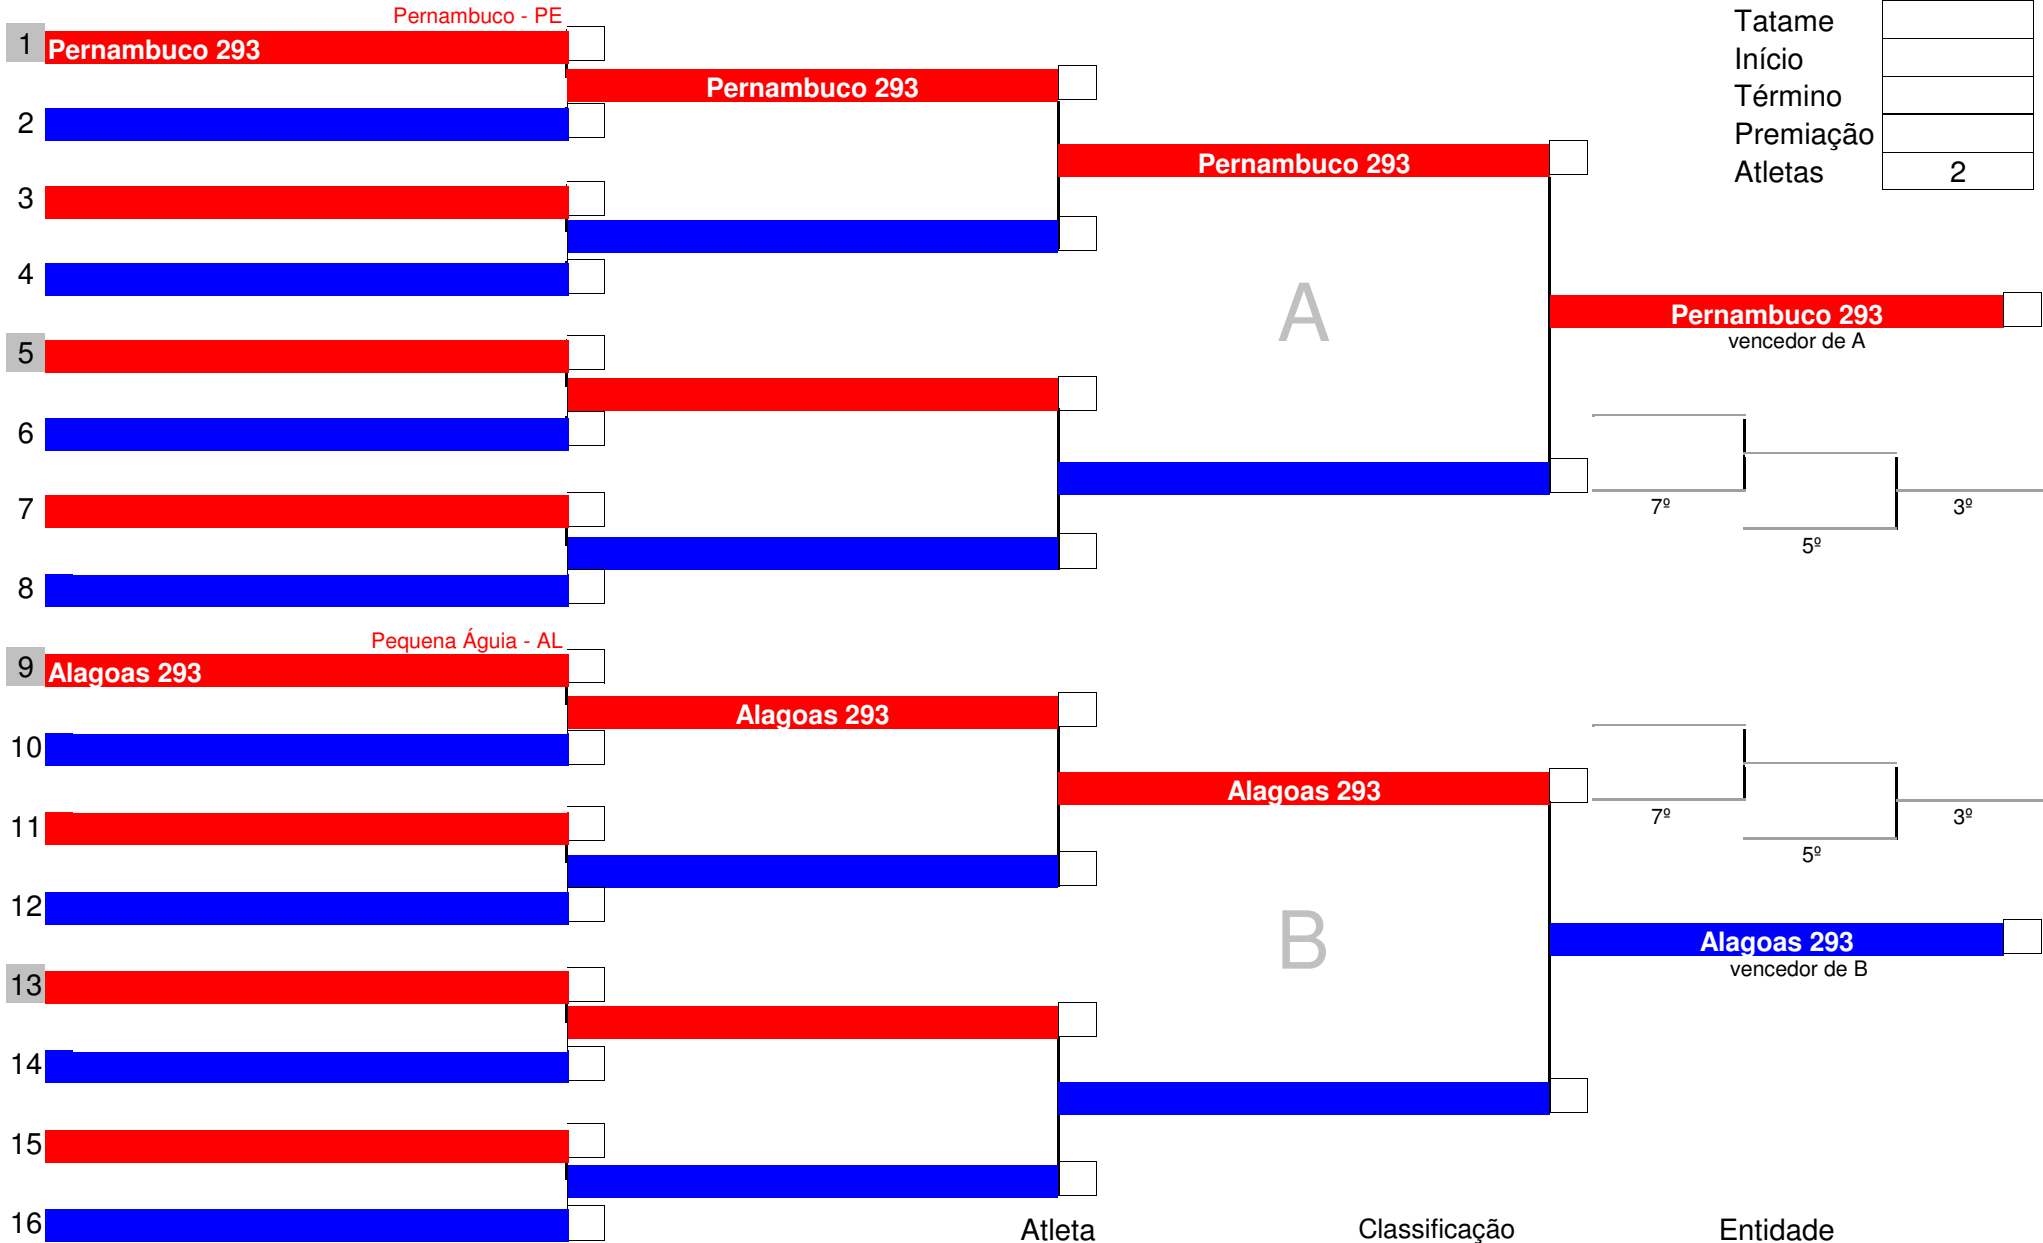 Pernambuco - PE
1 Pernambuco 293
Pernambuco 293
2
Pernambuco 293
3
4
Tatame
Início
Término
Premiação
Atletas 2
A
Pernambuco 293
vencedor de A
5
6
7
8
7º
5º
3º
Pequena Águia - AL
9 Alagoas 293
Alagoas 293
10
Alagoas 293
11
12
7º
5º
3º
B
Alagoas 293
vencedor de B
13
14
15
16
Atleta Classificação Entidade